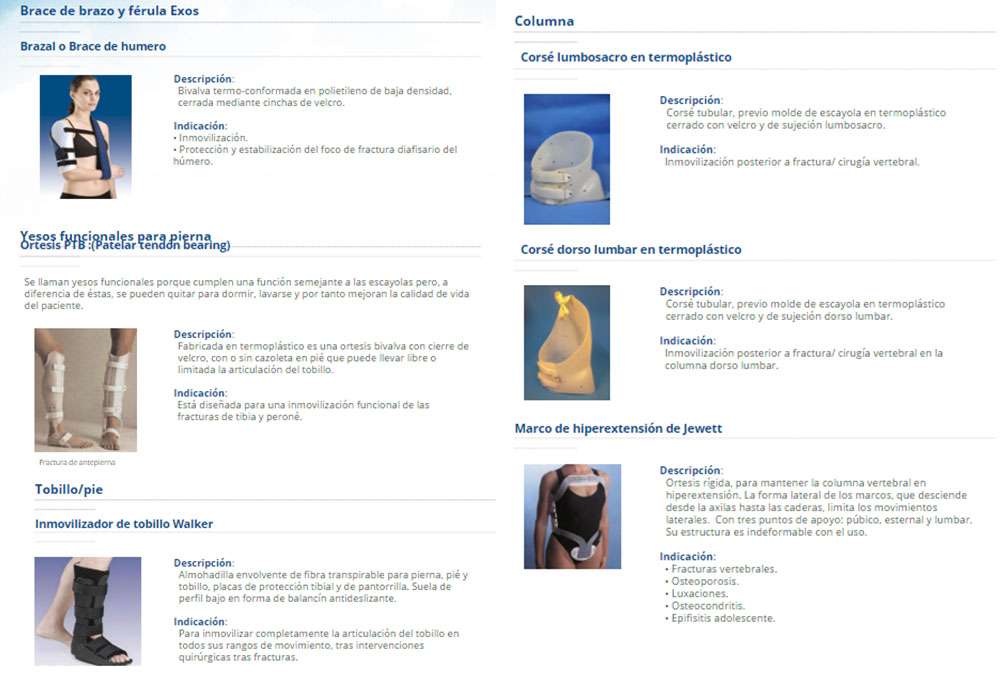 Brace de brazo y férula Exos
Brazal o Brace de humero
Descripción:
Bivalva termo-conformada en polietileno de baja densidad,
cerrada mediante cinchas de velcro.
Indicación:
• Inmovilización.
• Protección y estabilización del foco de fractura diafisario del
húmero.
Yesos funcionales para pierna
Ortesis PTB :(Patelar tendon bearing)
Se llaman yesos funcionales porque cumplen una función semejante a las escayolas pero, a
diferencia de éstas, se pueden quitar para dormir, lavarse y por tanto mejoran la calidad de vida
del paciente.
Descripción:
Fabricada en termoplástico es una ortesis bivalva con cierre de
velcro, con o sin cazoleta en pié que puede llevar libre o
limitada la articulación del tobillo.
Indicación:
Está diseñada para una inmovilización funcional de las
fracturas de tibia y peroné.
Fractura de antepierna
Tobillo/pie
Inmovilizador de tobillo Walker
Descripción:
Almohadilla envolvente de fibra transpirable para pierna, pié y
tobillo, placas de protección tibial y de pantorrilla. Suela de
perfil bajo en forma de balancín antideslizante.
Indicación:
Para inmovilizar completamente la articulación del tobillo en
todos sus rangos de movimiento, tras intervenciones
quirúrgicas tras fracturas.
Columna
Corsé lumbosacro en termoplástico
Descripción:
Corsé tubular, previo molde de escayola en termoplástico
cerrado con velcro y de sujeción lumbosacro.
Indicación:
Inmovilización posterior a fractura/ cirugía vertebral.
Corsé dorso lumbar en termoplástico
Descripción:
Corsé tubular, previo molde de escayola en termoplástico
cerrado con velcro y de sujeción dorso lumbar.
Indicación:
Inmovilización posterior a fractura/ cirugía vertebral en la
columna dorso lumbar.
Marco de hiperextensión de Jewett
Descripción:
Ortesis rígida, para mantener la columna vertebral en
hiperextensión. La forma lateral de los marcos, que desciende
desde la axilas hasta las caderas, limita los movimientos
laterales. Con tres puntos de apoyo: púbico, esternal y lumbar.
Su estructura es indeformable con el uso.
Indicación:
• Fracturas vertebrales.
• Osteoporosis.
• Luxaciones.
• Osteocondritis.
• Epifisitis adolescente.